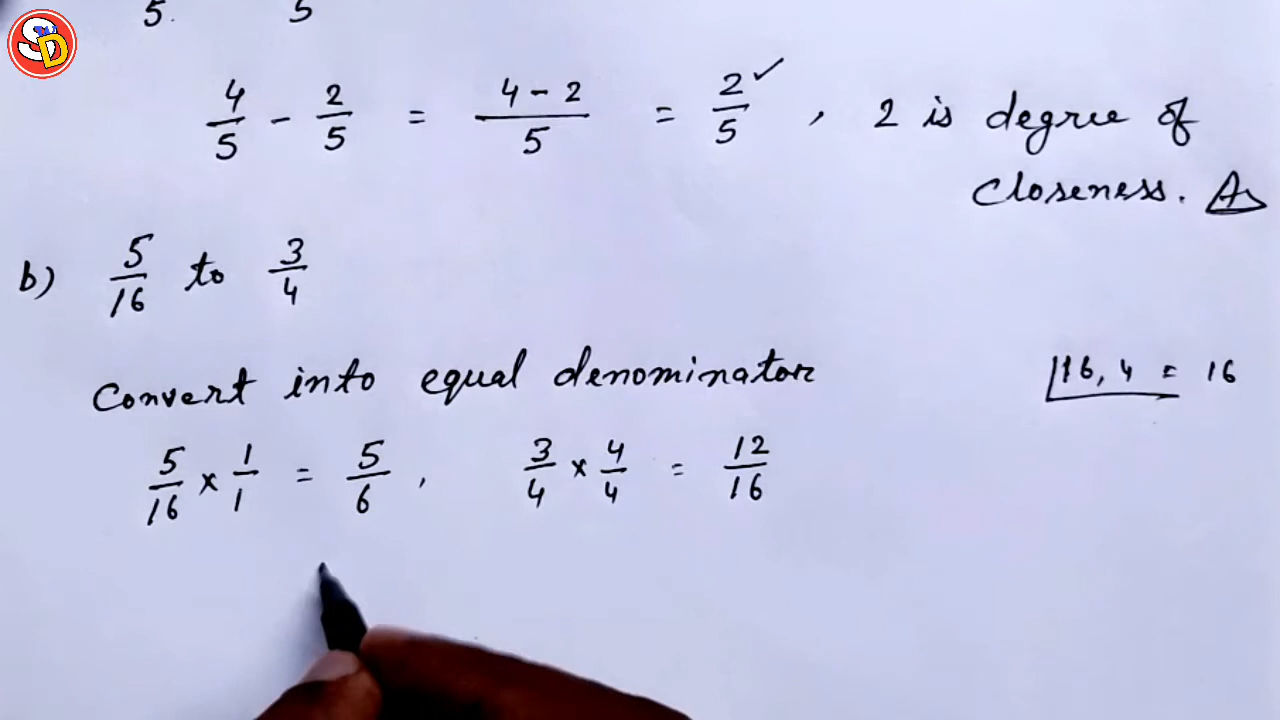 SD
5. 5
4/5 - 2/5 = 4-2/5 = 2/5 ✓, 2 is degree of
closeness. Ans
b) 5/16 to 3/4
Convert into equal denominator
16, 4 = 16
5/16 × 1/1 = 5/6, 3/4 × 4/4 = 12/16